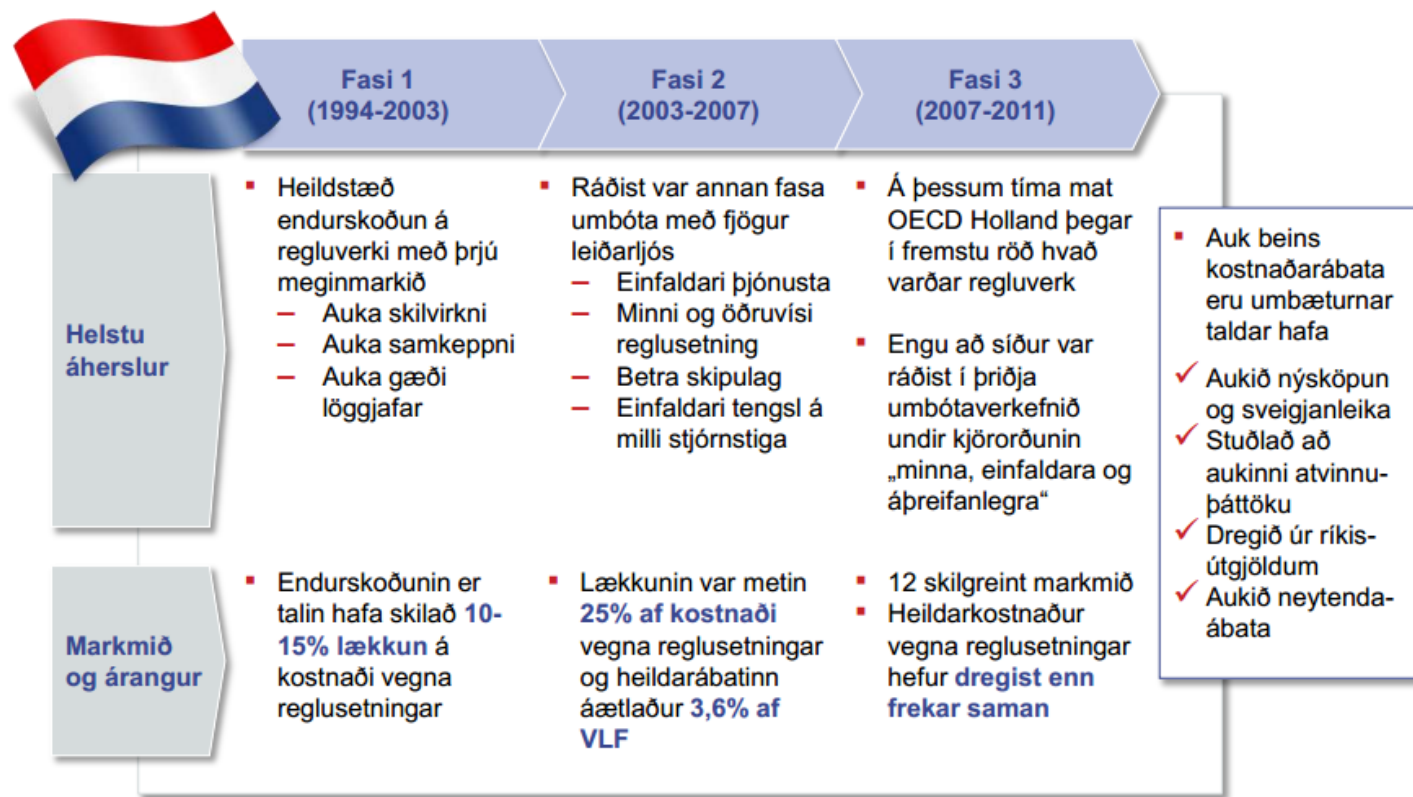 Fasi 1
(1994-2003)
Fasi 2
(2003-2007)
Fasi 3
(2007-2011)
Helstu
áherslur
▪ Heildstæð
endurskoðun á
regluverki með þrjú
meginmarkið
– Auka skilvirkni
– Auka samkeppni
– Auka gæði
löggjafar
▪ Ráðist var annan fasa
umbóta með fjögur
leiðarljós
– Einfaldari þjónusta
– Minni og öðruvísi
reglusetning
– Betra skipulag
– Einfaldari tengsl á
milli stjórnstiga
▪ Á þessum tíma mat
OECD Holland þegar
í fremstu röð hvað
varðar regluverk
▪ Engu að síður var
ráðist í þriðja
umbótaverkefnið
undir kjörorðunin
„minna, einfaldara og
áþreifanlegra“
Markmið
og árangur
▪ Endurskoðunin er
talin hafa skilað 10-
15% lækkun á
kostnaði vegna
reglusetningar
▪ Lækkunin var metin
25% af kostnaði
vegna reglusetningar
og heildarábatinn
áætlaður 3,6% af
VLF
▪ 12 skilgreint markmið
▪ Heildarkostnaður
vegna reglusetningar
hefur dregist enn
frekar saman
▪ Auk beins
kostnaðarábata
eru umbæturnar
taldar hafa
✓ Aukið nýsköpun
og sveigjanleika
✓ Stuðlað að
aukinni atvinnu-
þáttöku
✓ Dregið úr ríkis-
útgjöldum
✓ Aukið neytenda-
ábata